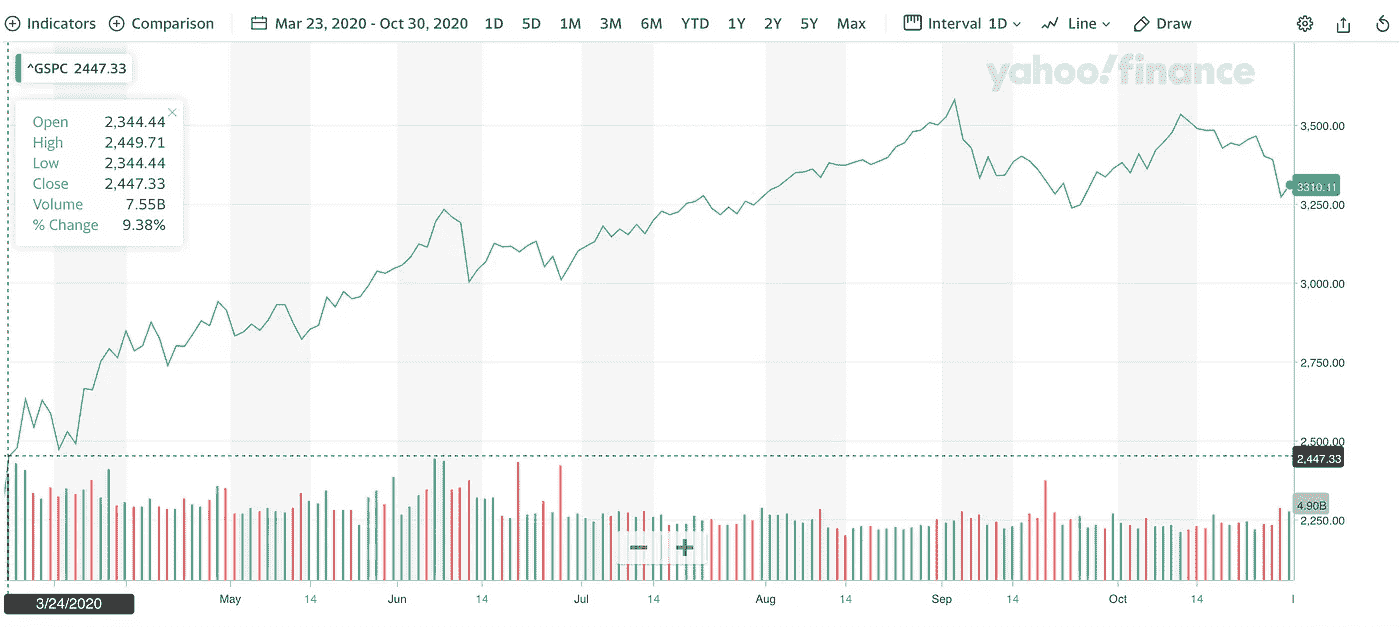 Indicators Comparison Mar 23, 2020 - Oct 30, 2020 1D 5D 1M 3M 6M YTD 1Y 2Y 5Y Max Interval 1D Line Draw
^GSPC 2447.33
yahoo!finance
Open 2,344.44
High 2,449.71
Low 2,344.44
Close 2,447.33
Volume 7.55B
% Change 9.38%
3,500.00
3310.11
3,250.00
3,000.00
2,750.00
2,500.00
2,447.33
4.90B
2,250.00
3/24/2020 May 14 Jun 14 Jul 14 Aug 14 Sep 14 Oct 14